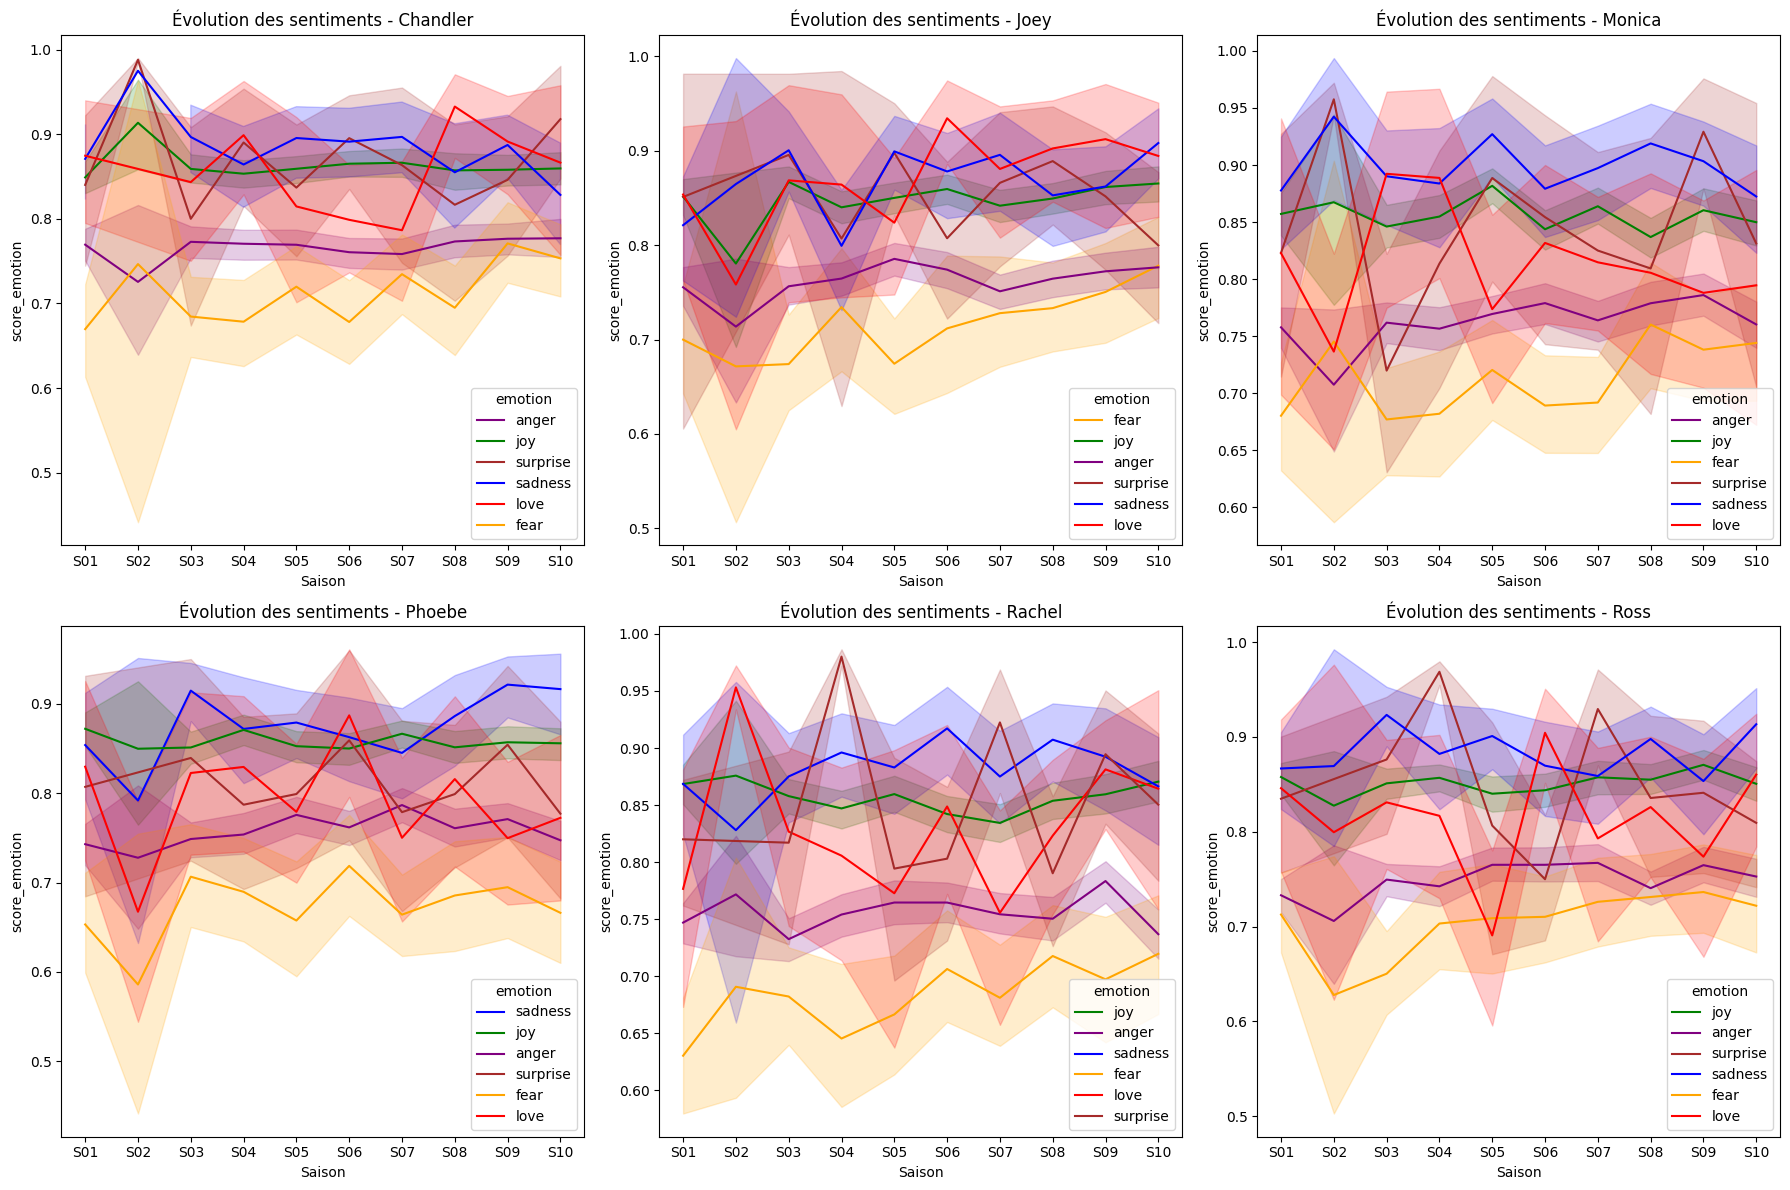 Évolution des sentiments - Chandler
score_emotion
1.0
0.9
0.8
0.7
0.6
0.5
emotion
anger
joy
surprise
sadness
love
fear
S01 S02 S03 S04 S05 S06 S07 S08 S09 S10
Saison
Évolution des sentiments - Joey
score_emotion
1.0
0.9
0.8
0.7
0.6
0.5
emotion
fear
joy
anger
surprise
sadness
love
S01 S02 S03 S04 S05 S06 S07 S08 S09 S10
Saison
Évolution des sentiments - Monica
score_emotion
1.00
0.95
0.90
0.85
0.80
0.75
0.70
0.65
0.60
emotion
anger
joy
fear
surprise
sadness
love
S01 S02 S03 S04 S05 S06 S07 S08 S09 S10
Saison
Évolution des sentiments - Phoebe
score_emotion
0.9
0.8
0.7
0.6
0.5
emotion
sadness
joy
anger
surprise
fear
love
S01 S02 S03 S04 S05 S06 S07 S08 S09 S10
Saison
Évolution des sentiments - Rachel
score_emotion
1.00
0.95
0.90
0.85
0.80
0.75
0.70
0.65
0.60
emotion
joy
anger
sadness
fear
love
surprise
S01 S02 S03 S04 S05 S06 S07 S08 S09 S10
Saison
Évolution des sentiments - Ross
score_emotion
1.0
0.9
0.8
0.7
0.6
0.5
emotion
joy
anger
surprise
sadness
fear
love
S01 S02 S03 S04 S05 S06 S07 S08 S09 S10
Saison